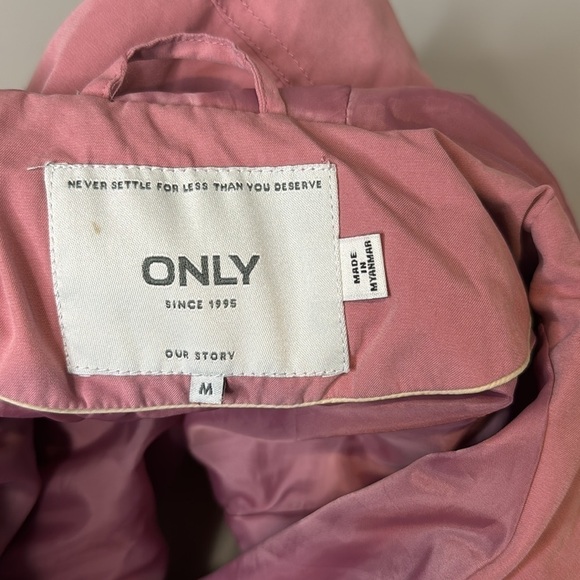 NEVER SETTLE FOR LESS THAN YOU DESERVE
ONLY
SINCE 1995
OUR STORY
M
MADE
IN
MYANMAR